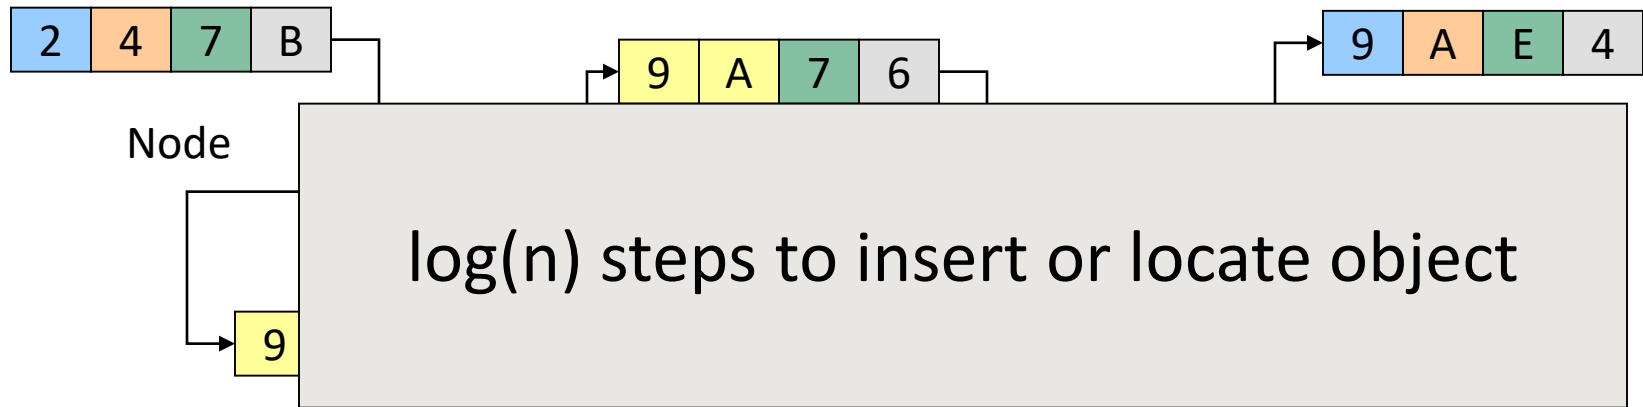 2 4 7 B
9 A 7 6
9 A E 4
Node
log(n) steps to insert or locate object
9